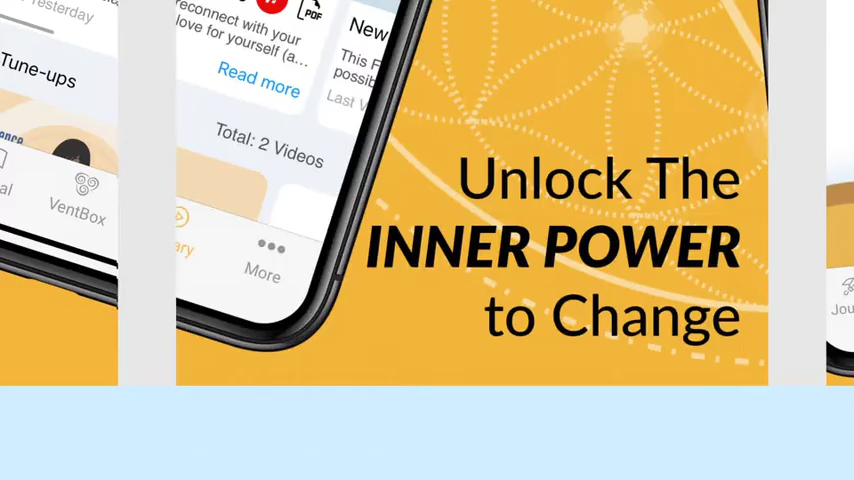 Yesterday
Tune-ups
VentBox
PDF
reconnect with your
love for yourself (a...
Read more
New
This
Last
Total: 2 Videos
More
Unlock The
INNER POWER
to Change